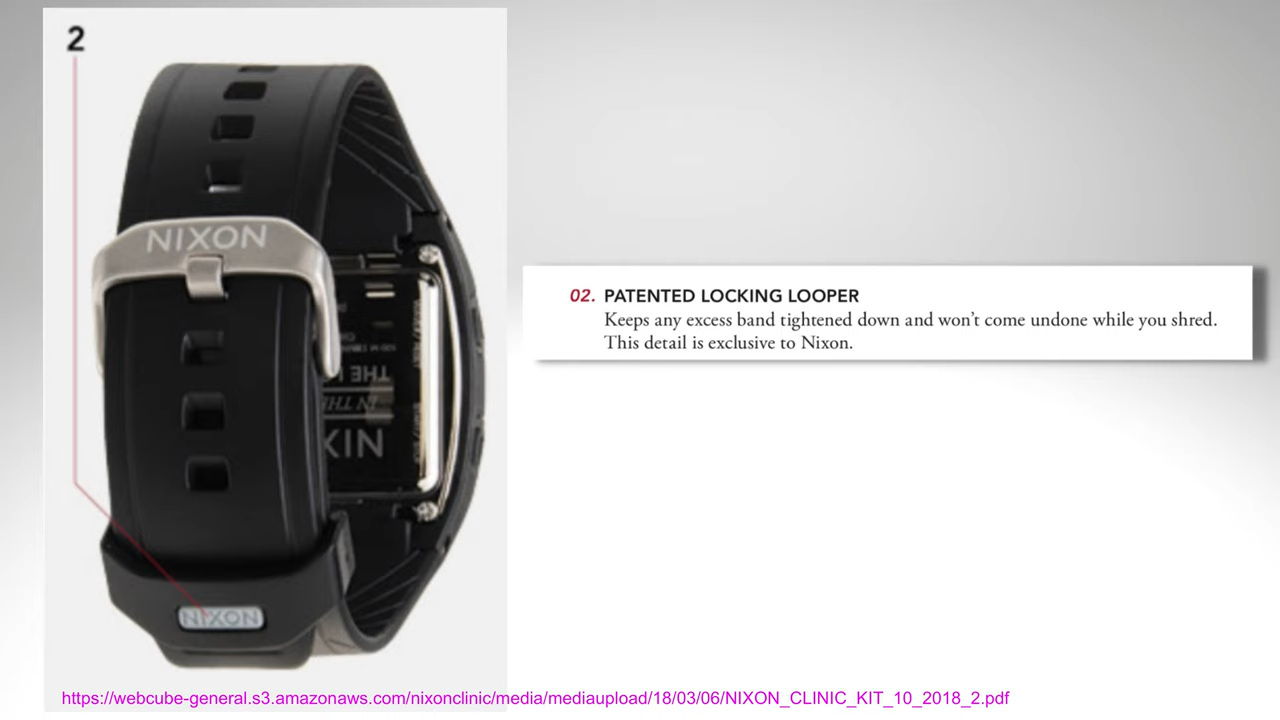 2
NIXON
NIXON
02. PATENTED LOCKING LOOPER
Keeps any excess band tightened down and won't come undone while you shred.
This detail is exclusive to Nixon.
https://webcube-general.s3.amazonaws.com/nixonclinic/media/mediaupload/18/03/06/NIXON_CLINIC_KIT_10_2018_2.pdf